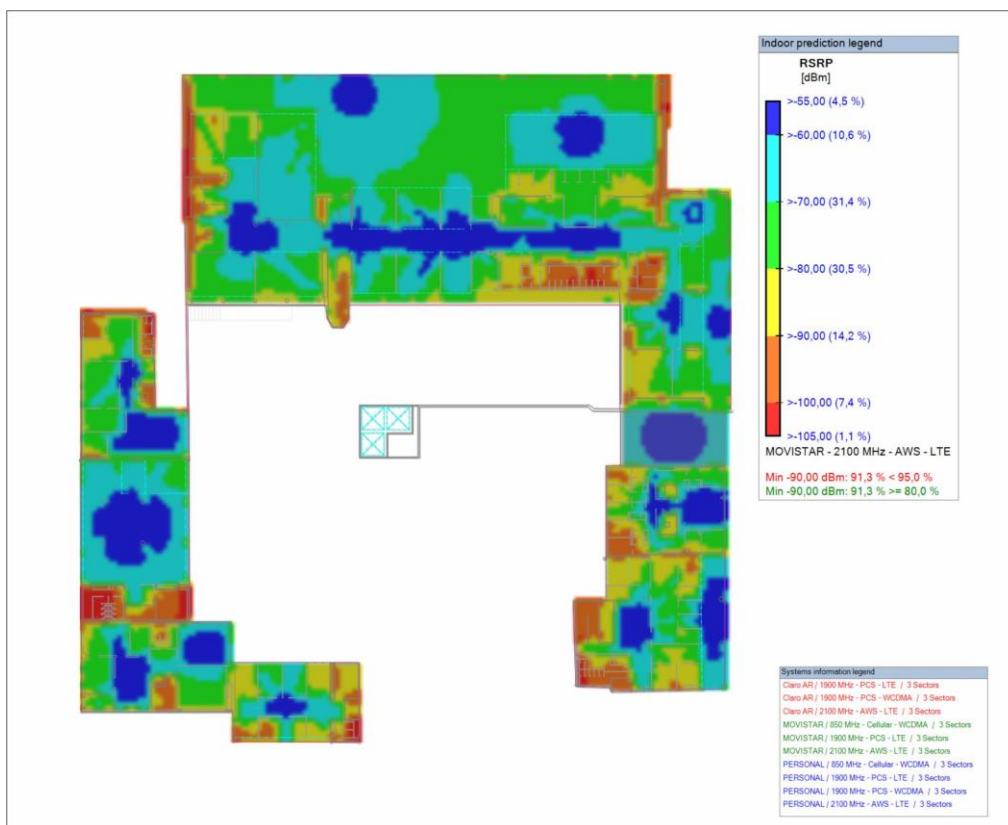 Indoor prediction legend
RSRP
[dBm]
>-55,00 (4,5 %)
>-60,00 (10,6 %)
>-70,00 (31,4 %)
>-80,00 (30,5 %)
>-90,00 (14,2 %)
>-100,00 (7,4 %)
>-105,00 (1,1 %)
MOVISTAR - 2100 MHz - AWS - LTE
Min -90,00 dBm: 91,3 % < 95,0 %
Min -90,00 dBm: 91,3 % >= 80,0 %
Systems information legend
Claro AR / 1900 MHz - PCS - LTE / 3 Sectors
Claro AR / 1900 MHz - PCS - WCDMA / 3 Sectors
Claro AR / 2100 MHz - AWS - LTE / 3 Sectors
MOVISTAR / 850 MHz - Cellular - WCDMA / 3 Sectors
MOVISTAR / 1900 MHz - PCS - LTE / 3 Sectors
MOVISTAR / 2100 MHz - AWS - LTE / 3 Sectors
PERSONAL / 850 MHz - Cellular - WCDMA / 3 Sectors
PERSONAL / 1900 MHz - PCS - LTE / 3 Sectors
PERSONAL / 1900 MHz - PCS - WCDMA / 3 Sectors
PERSONAL / 2100 MHz - AWS - LTE / 3 Sectors